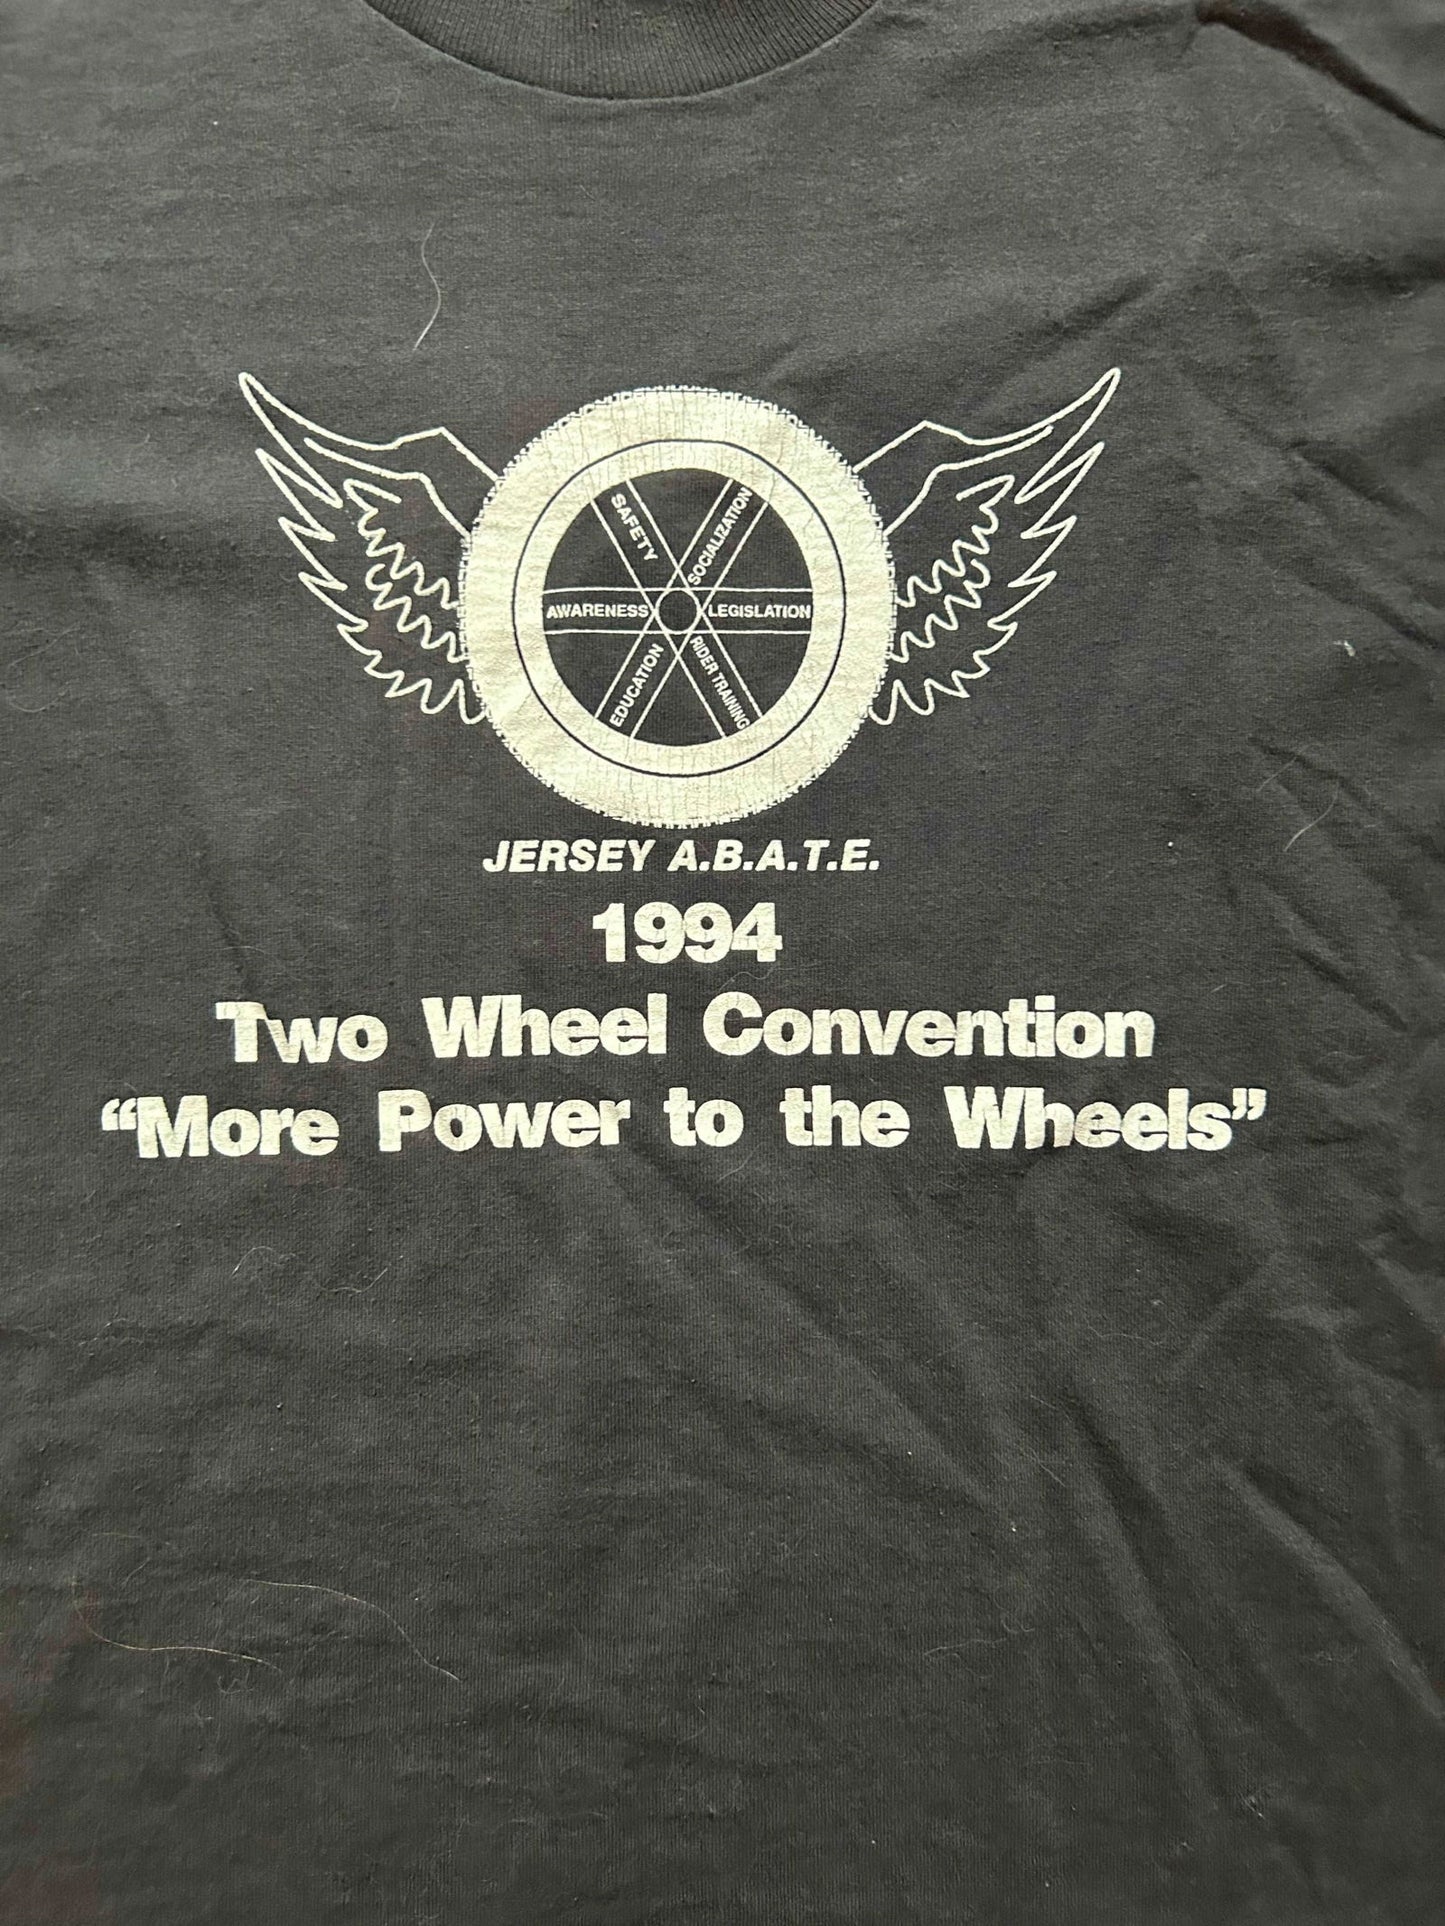 SAFETY
SOCIALIZATION
AWARENESS
LEGISLATION
EDUCATION
RIDER TRAINING
JERSEY A.B.A.T.E.
1994
Two Wheel Convention
“More Power to the Wheels”